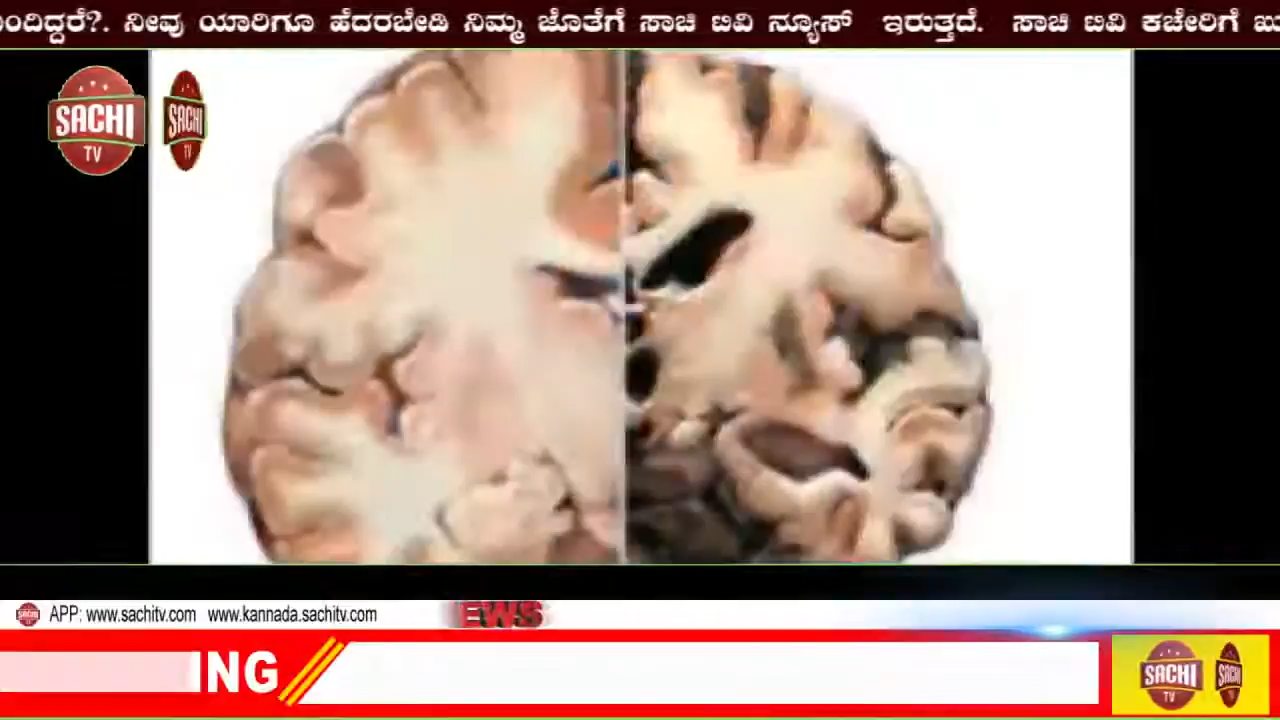 ನೀವು ಯಾರಿಗೂ ಹೆದರಬೇಡಿ ನಿಮ್ಮ ಜೊತೆಗೆ ಸಾಚಿ ಟಿವಿ ನ್ಯೂಸ್ ಇರುತ್ತದೆ. ಸಾಚಿ ಟಿವಿ ಕಚೇರಿಗೆ
SACHI TV
SACHI TV
APP: www.sachitv.com www.kannada.sachitv.com
EWS
NG
SACHI TV
SACHI TV